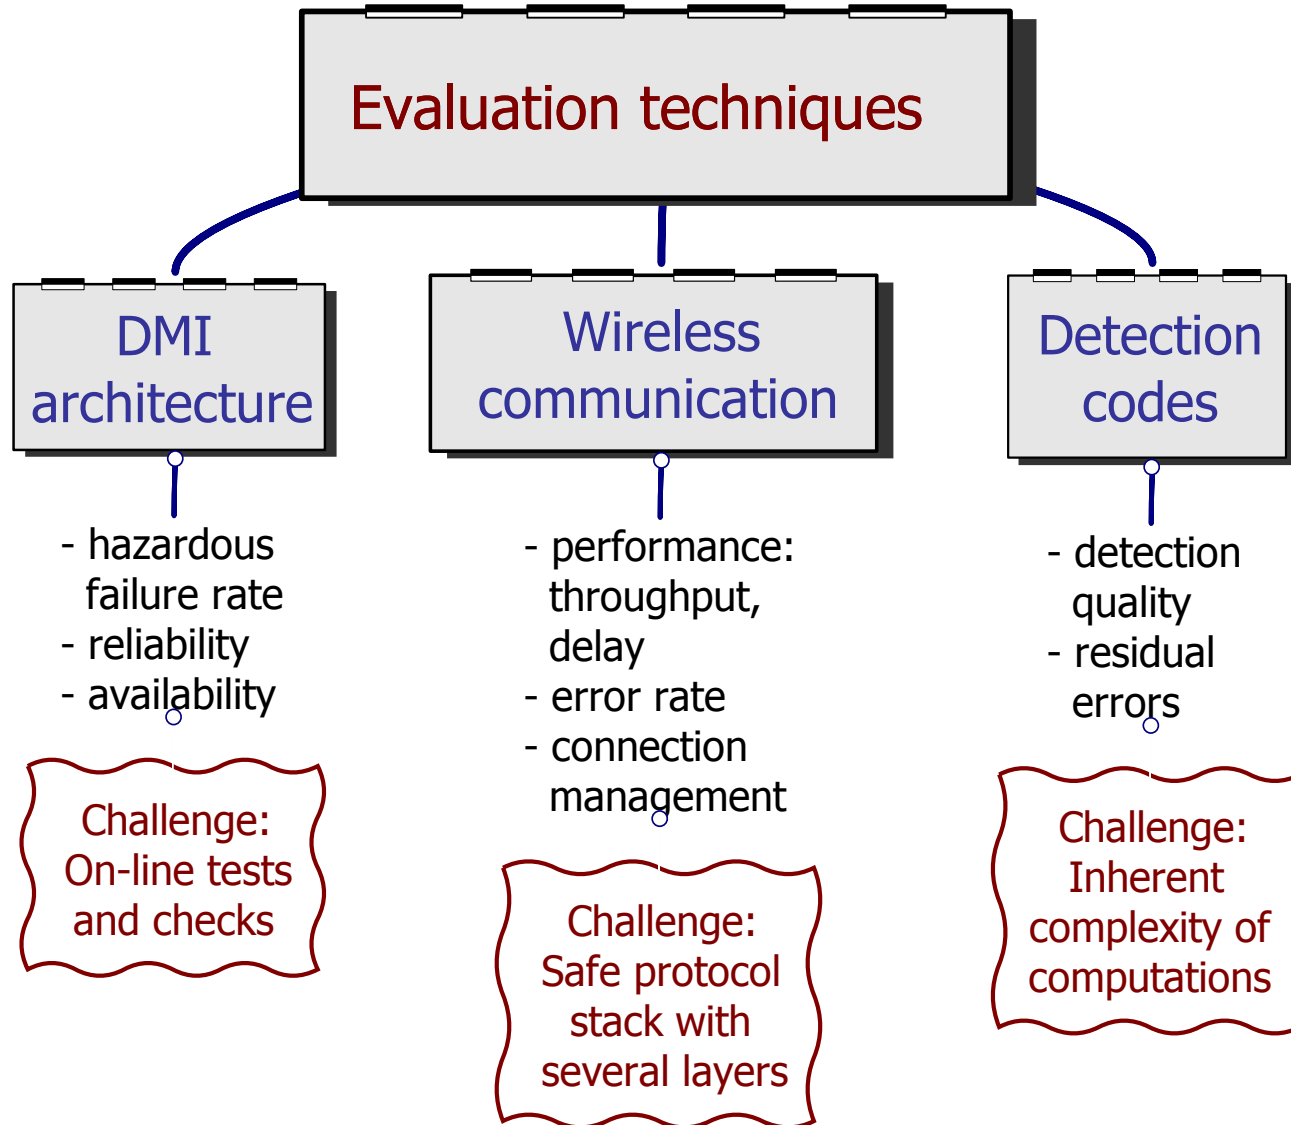 Evaluation techniques
DMI
architecture
- hazardous
failure rate
- reliability
- availability
Challenge:
On-line tests
and checks
Wireless
communication
- performance:
throughput,
delay
- error rate
- connection
management
Challenge:
Safe protocol
stack with
several layers
Detection
codes
- detection
quality
- residual
errors
Challenge:
Inherent
complexity of
computations